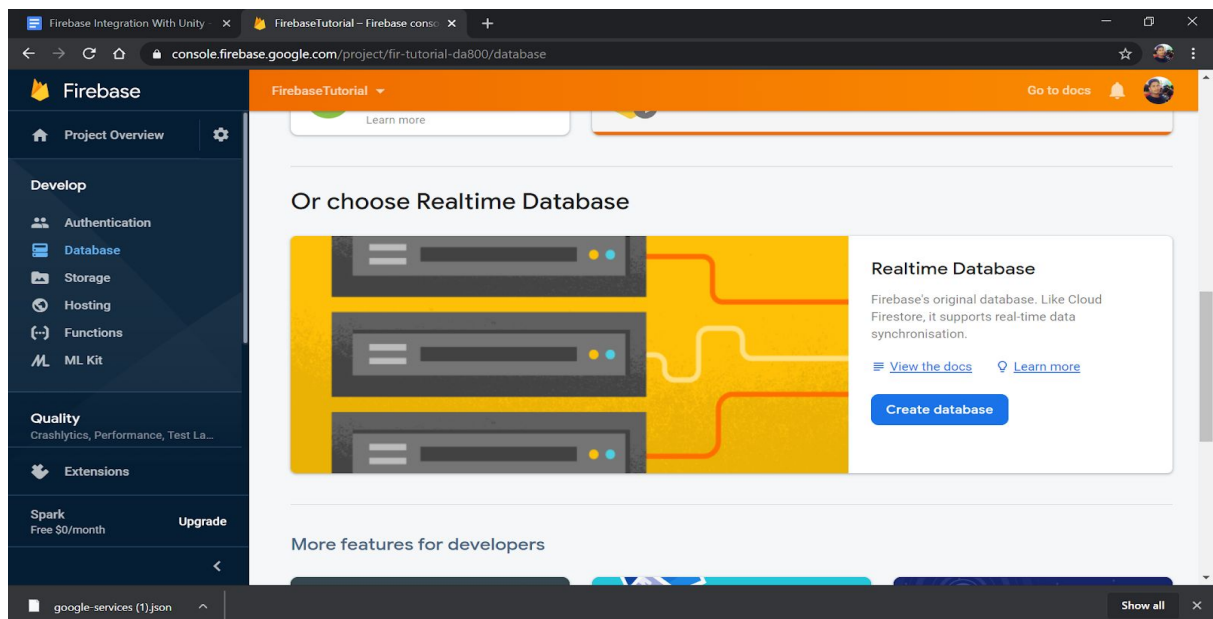 Firebase Integration With Unity -
FirebaseTutorial – Firebase conso
console.firebase.google.com/project/fir-tutorial-da800/database
Firebase
FirebaseTutorial
Go to docs
Learn more
Project Overview
Develop
Authentication
Database
Storage
Hosting
Functions
ML Kit
Quality
Crashlytics, Performance, Test La...
Extensions
Spark
Free $0/month
Upgrade
Or choose Realtime Database
Realtime Database
Firebase's original database. Like Cloud
Firestore, it supports real-time data
synchronisation.
View the docs
Learn more
Create database
More features for developers
google-services (1).json
Show all